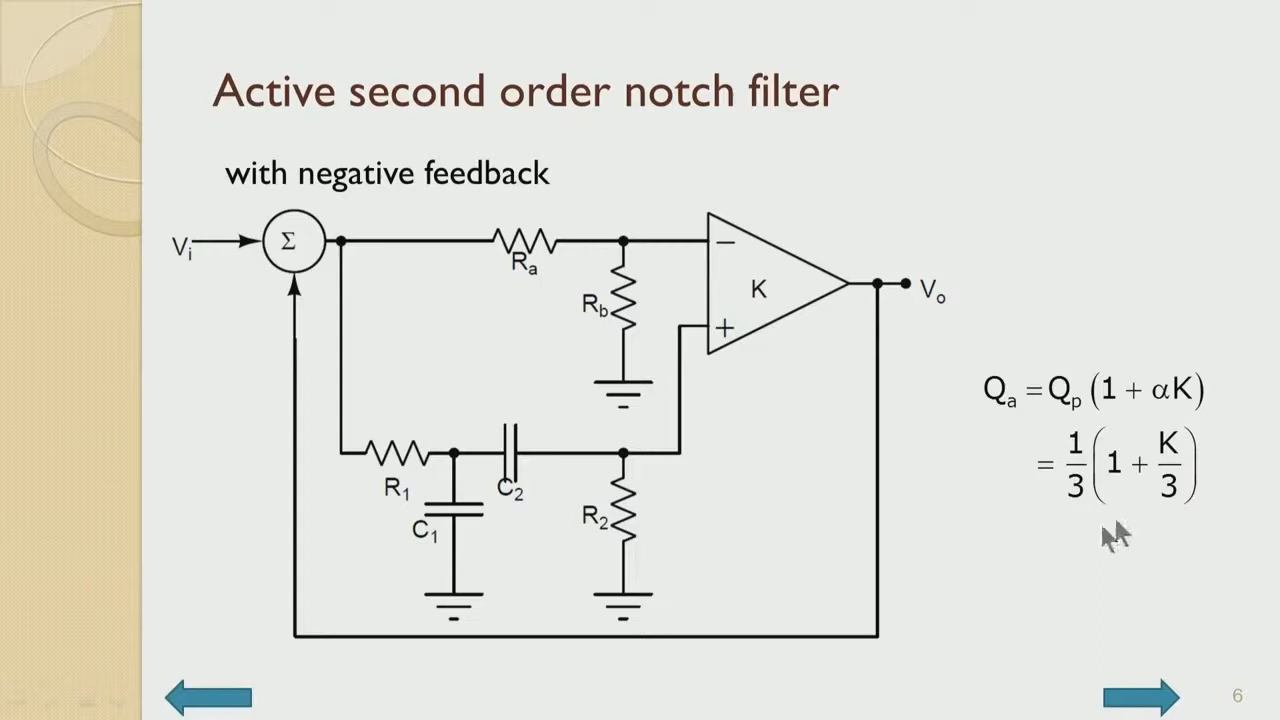 Active second order notch filter
with negative feedback
Vi
Σ
Ra
Rb
−
K
+
Vo
Qa = Qp (1 + αK)
= 1/3 (1 + K/3)
R1
C2
C1
R2
6